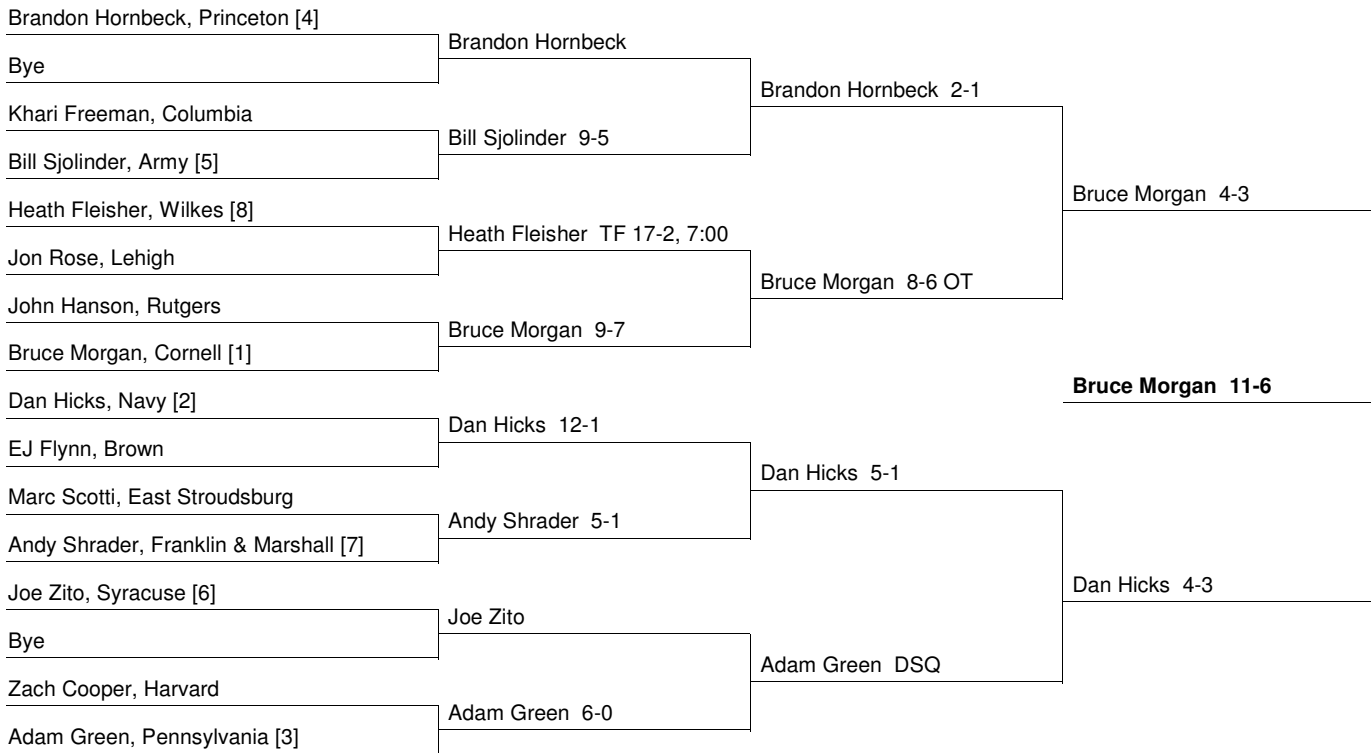 Brandon Hornbeck, Princeton [4]
Brandon Hornbeck
Bye
Brandon Hornbeck 2-1
Khari Freeman, Columbia
Bill Sjolinder 9-5
Bill Sjolinder, Army [5]
Bruce Morgan 4-3
Heath Fleisher, Wilkes [8]
Heath Fleisher TF 17-2, 7:00
Jon Rose, Lehigh
Bruce Morgan 8-6 OT
John Hanson, Rutgers
Bruce Morgan 9-7
Bruce Morgan, Cornell [1]
Bruce Morgan 11-6
Dan Hicks, Navy [2]
Dan Hicks 12-1
EJ Flynn, Brown
Dan Hicks 5-1
Marc Scotti, East Stroudsburg
Andy Shrader 5-1
Andy Shrader, Franklin & Marshall [7]
Dan Hicks 4-3
Joe Zito, Syracuse [6]
Joe Zito
Bye
Adam Green DSQ
Zach Cooper, Harvard
Adam Green 6-0
Adam Green, Pennsylvania [3]